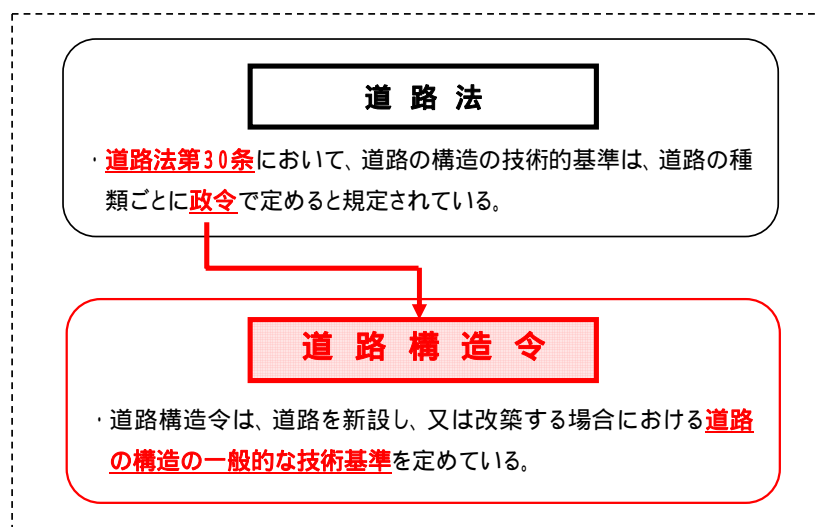 道路法
・道路法第30条において、道路の構造の技術的基準は、道路の種
類ごとに政令で定めると規定されている。
道路構造令
・道路構造令は、道路を新設し、又は改築する場合における道路
の構造の一般的な技術基準を定めている。